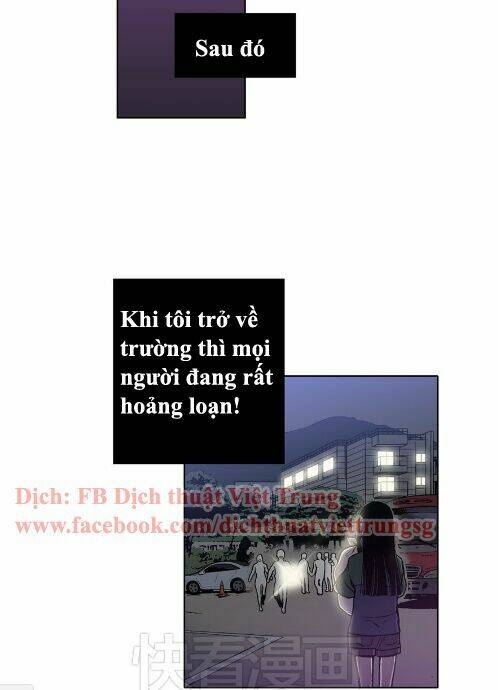 Sau đó
Khi tôi trở về
trường thì mọi
người đang rất
hoảng loạn!
Dịch: FB Dịch thuật Việt Trung
www.facebook.com/dichthuatviettrungsg
快看漫画